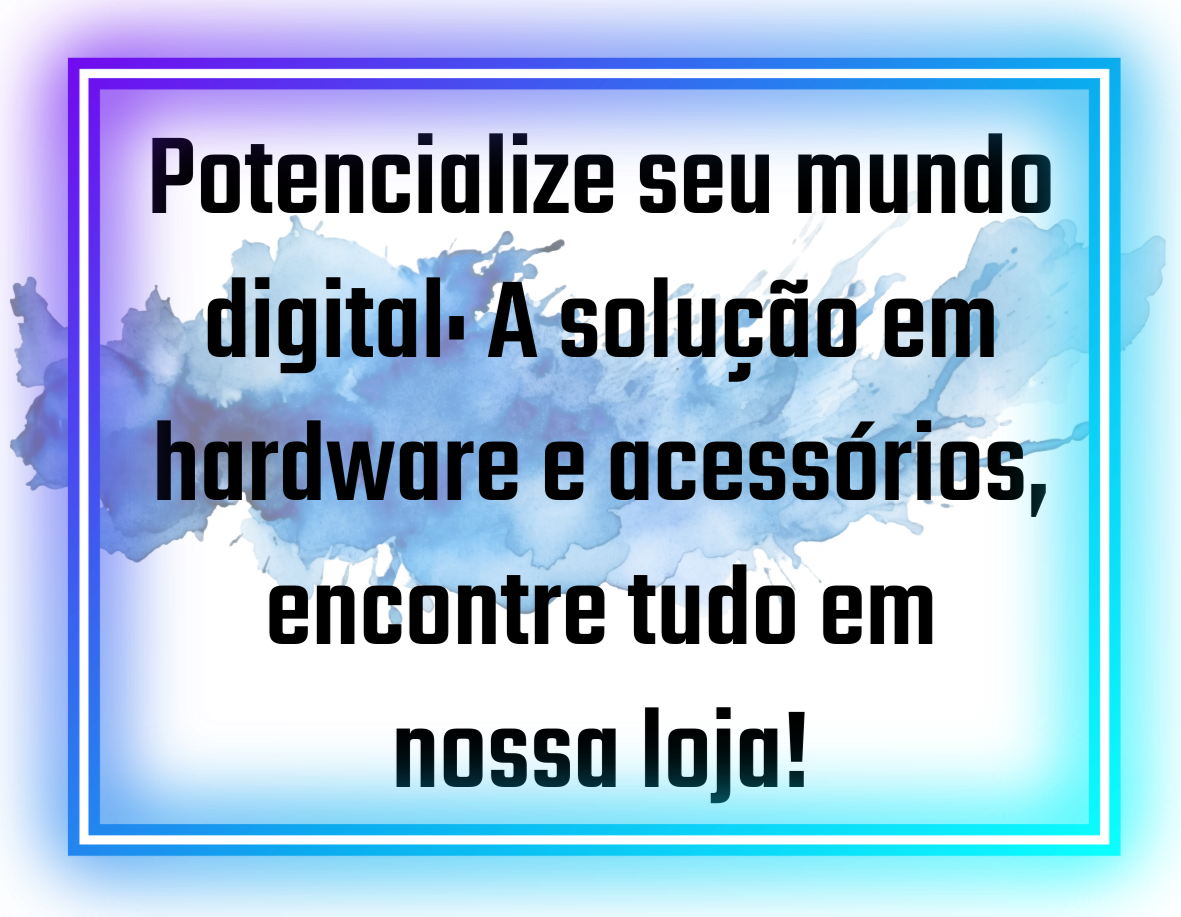 Potencialize seu mundo
digital· A solução em
hardware e acessórios,
encontre tudo em
nossa loja!